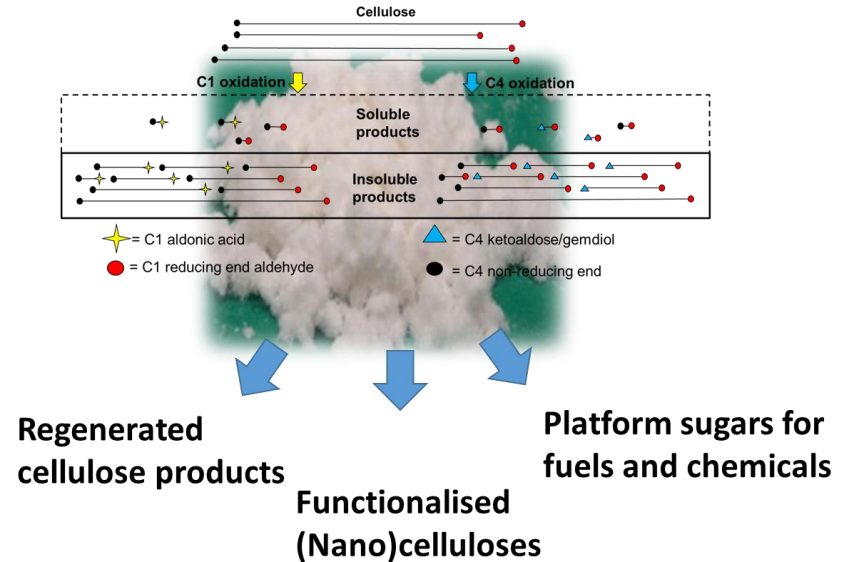 Cellulose
C1 oxidation
C4 oxidation
Soluble
products
Insoluble
products
= C1 aldonic acid
= C4 ketoaldose/gemdiol
= C1 reducing end aldehyde
= C4 non-reducing end
Regenerated
cellulose products
Platform sugars for
fuels and chemicals
Functionalised
(Nano)celluloses